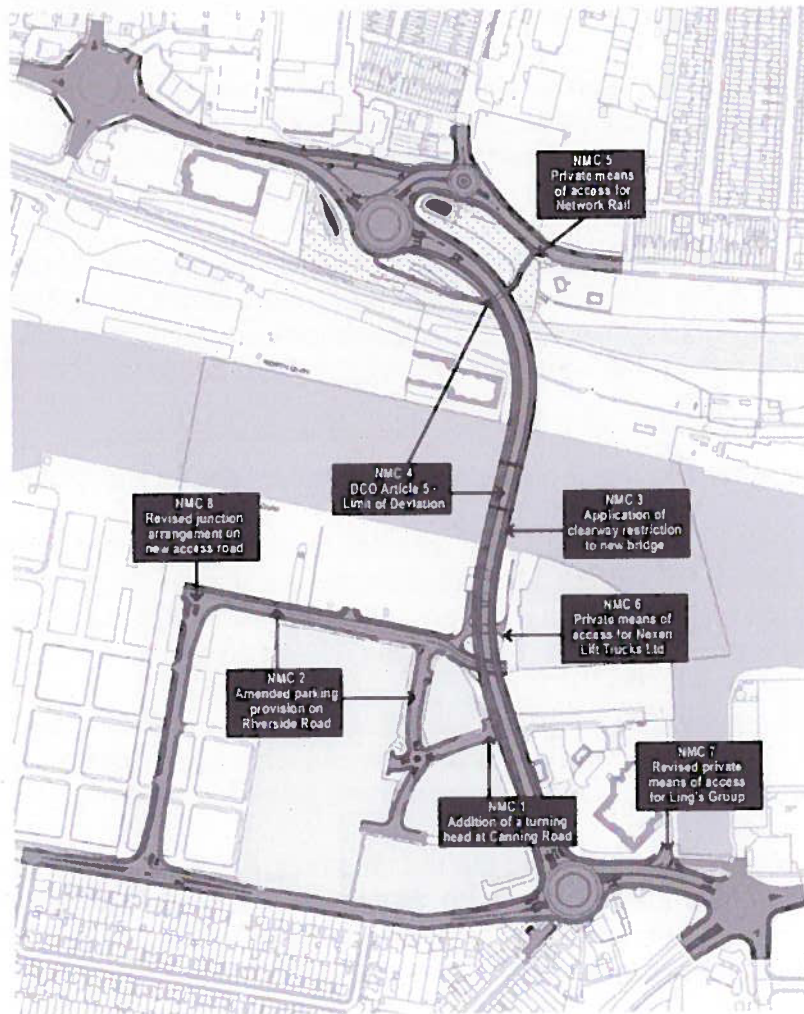 NMC 5
Private means
of access for
Network Rail
NORTH QUAY
NMC 4
DCO Article 5 -
Limit of Deviation
NMC 8
Revised junction
arrangement on
new access road
NMC 3
Application of
clearway restriction
to new bridge
NMC 6
Private means of
access for Nexen
Lift Trucks Ltd
NMC 2
Amended parking
provision on
Riverside Road
NMC 7
Revised private
means of access
for Ling's Group
NMC 1
Addition of a turning
head at Canning Road